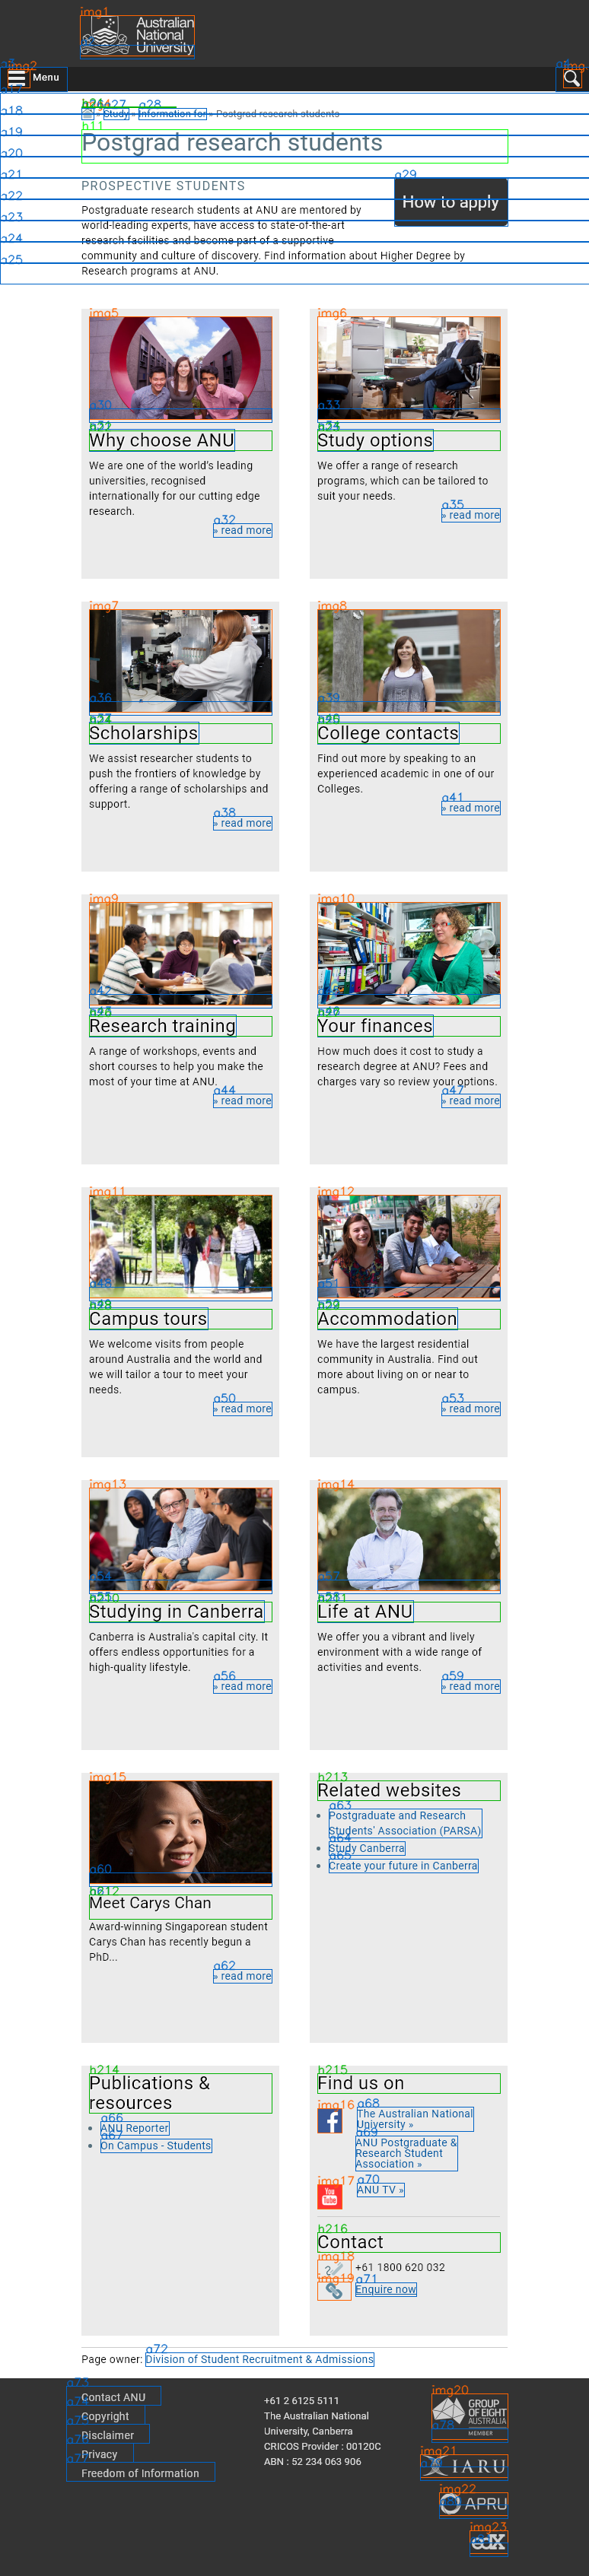 Australian
National
University
Menu
Study » Information for » Postgrad research students
Postgrad research students
PROSPECTIVE STUDENTS
How to apply
Postgraduate research students at ANU are mentored by
world-leading experts, have access to state-of-the-art
research facilities and become part of a supportive
community and culture of discovery. Find information about Higher Degree by
Research programs at ANU.
Why choose ANU
We are one of the world's leading
universities, recognised
internationally for our cutting edge
research.
» read more
Study options
We offer a range of research
programs, which can be tailored to
suit your needs.
» read more
Scholarships
We assist researcher students to
push the frontiers of knowledge by
offering a range of scholarships and
support.
» read more
College contacts
Find out more by speaking to an
experienced academic in one of our
Colleges.
» read more
Research training
A range of workshops, events and
short courses to help you make the
most of your time at ANU.
» read more
Your finances
How much does it cost to study a
research degree at ANU? Fees and
charges vary so review your options.
» read more
Campus tours
We welcome visits from people
around Australia and the world and
we will tailor a tour to meet your
needs.
» read more
Accommodation
We have the largest residential
community in Australia. Find out
more about living on or near to
campus.
» read more
Studying in Canberra
Canberra is Australia's capital city. It
offers endless opportunities for a
high-quality lifestyle.
» read more
Life at ANU
We offer you a vibrant and lively
environment with a wide range of
activities and events.
» read more
Meet Carys Chan
Award-winning Singaporean student
Carys Chan has recently begun a
PhD...
» read more
Related websites
Postgraduate and Research
Students' Association (PARSA)
Study Canberra
Create your future in Canberra
Publications &
resources
ANU Reporter
On Campus - Students
Find us on
The Australian National
University »
ANU Postgraduate &
Research Student
Association »
ANU TV »
Contact
+61 1800 620 032
Enquire now
Page owner: Division of Student Recruitment & Admissions
Contact ANU
Copyright
Disclaimer
Privacy
Freedom of Information
+61 2 6125 5111
The Australian National
University, Canberra
CRICOS Provider : 00120C
ABN : 52 234 063 906
GROUP
OF EIGHT
AUSTRALIA
MEMBER
IARU
APRU
edX